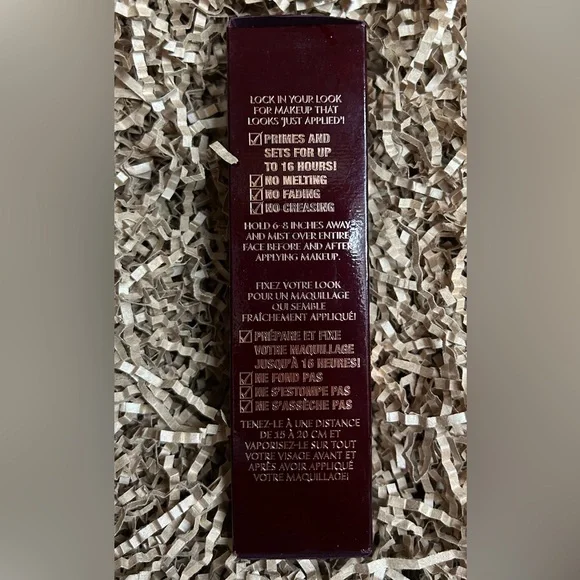 LOCK IN YOUR LOOK
FOR MAKEUP THAT
LOOKS 'JUST APPLIED'!
PRIMES AND
SETS FOR UP
TO 16 HOURS!
NO MELTING
NO FADING
NO CREASING
HOLD 6-8 INCHES AWAY
AND MIST OVER ENTIRE
FACE BEFORE AND AFTER
APPLYING MAKEUP.
FIXEZ VOTRE LOOK
POUR UN MAQUILLAGE
QUI SEMBLE
FRAÎCHEMENT APPLIQUÉ!
PRÉPARE ET FIXE
VOTRE MAQUILLAGE
JUSQU'À 16 HEURES!
NE FOND PAS
NE S'ESTOMPE PAS
NE S'ASSÈCHE PAS
TENEZ-LE À UNE DISTANCE
DE 15 À 20 CM ET
VAPORISEZ-LE SUR TOUT
VOTRE VISAGE AVANT ET
APRÈS AVOIR APPLIQUÉ
VOTRE MAQUILLAGE!